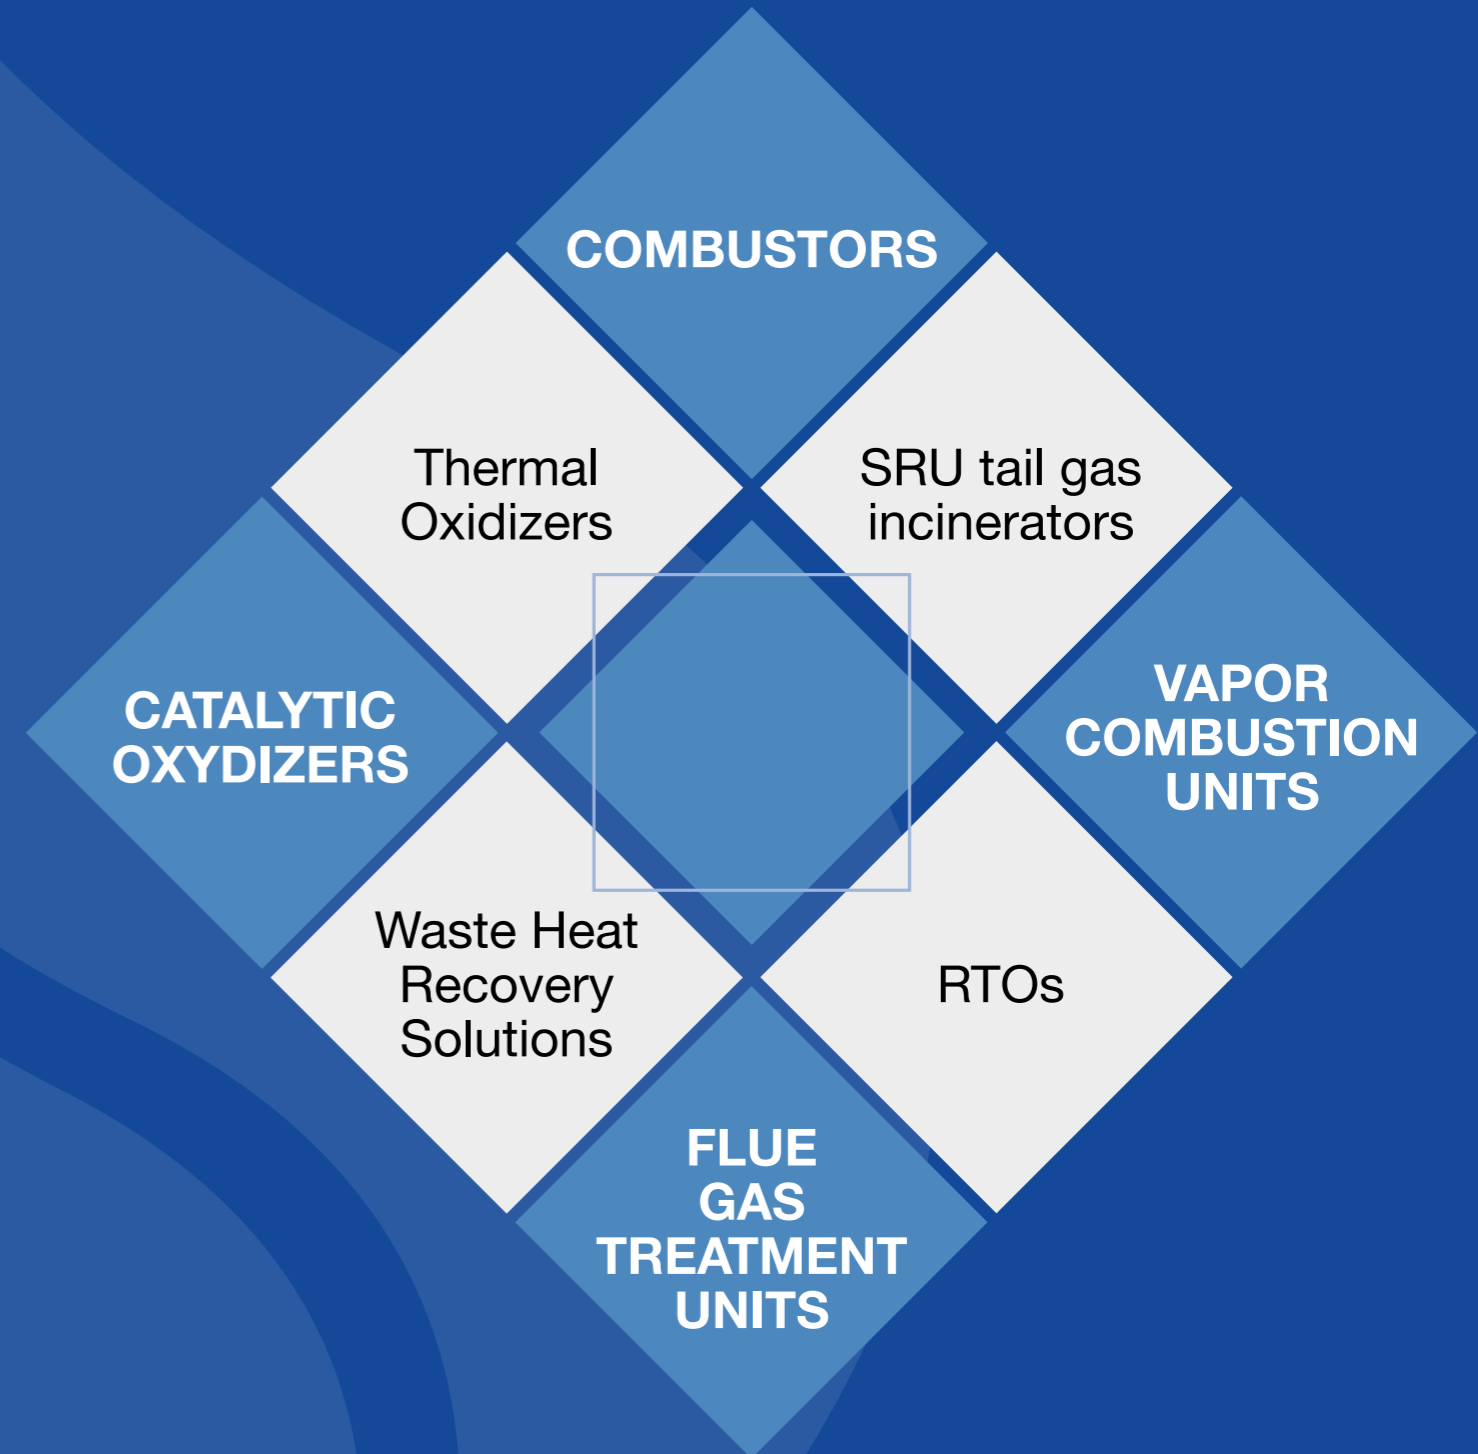 COMBUSTORS
Thermal
Oxidizers
SRU tail gas
incinerators
CATALYTIC
OXYDIZERS
VAPOR
COMBUSTION
UNITS
Waste Heat
Recovery
Solutions
RTOs
FLUE
GAS
TREATMENT
UNITS